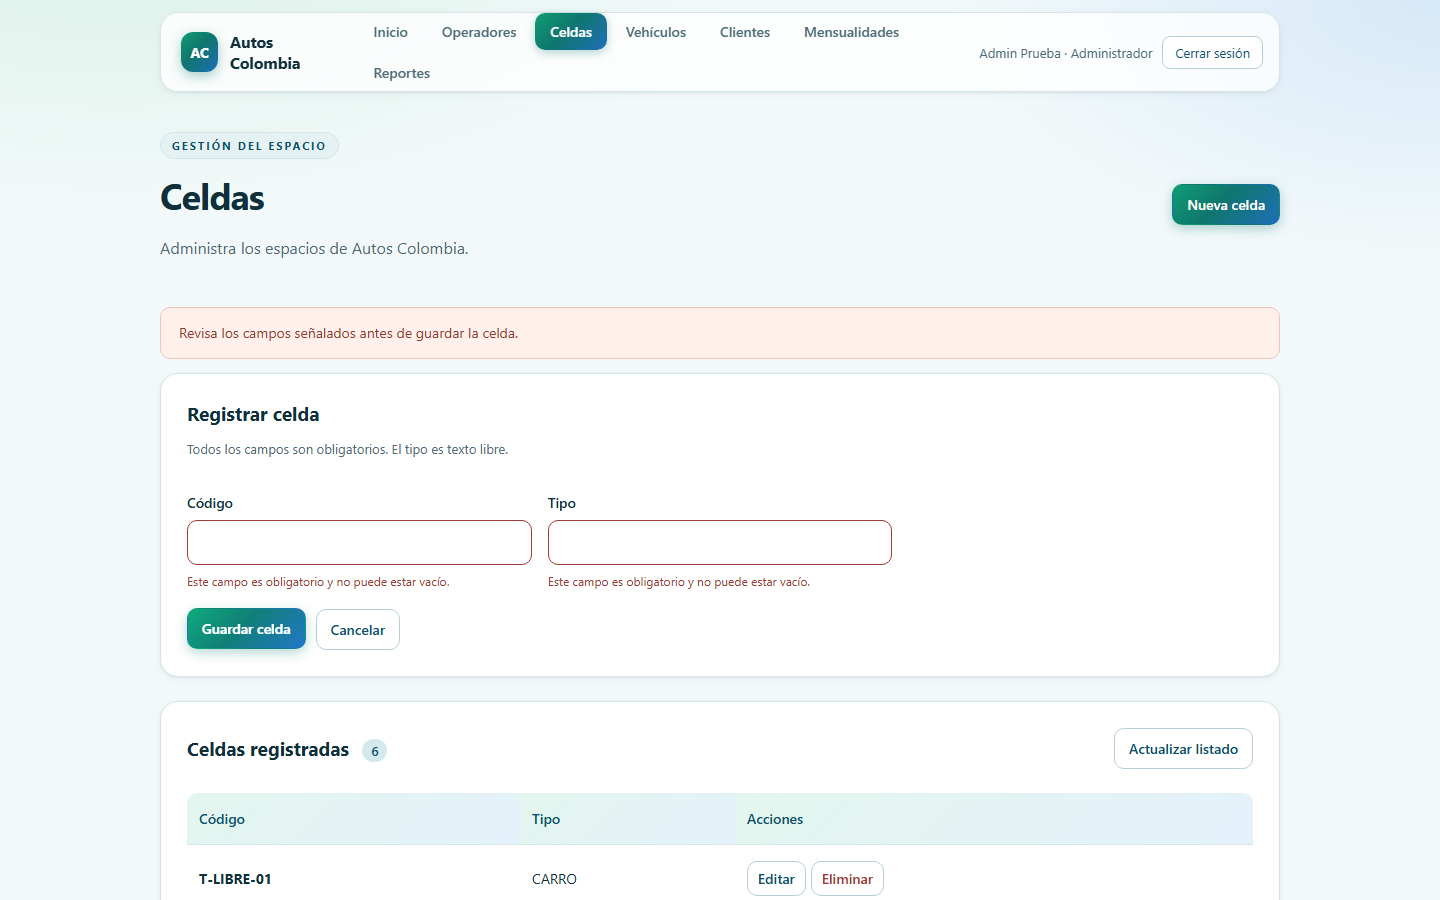 AC
Autos
Colombia
Inicio
Operadores
Celdas
Vehículos
Clientes
Mensualidades
Reportes
Admin Prueba · Administrador
Cerrar sesión
GESTIÓN DEL ESPACIO
Celdas
Nueva celda
Administra los espacios de Autos Colombia.
Revisa los campos señalados antes de guardar la celda.
Registrar celda
Todos los campos son obligatorios. El tipo es texto libre.
Código
Tipo
Este campo es obligatorio y no puede estar vacío.
Este campo es obligatorio y no puede estar vacío.
Guardar celda
Cancelar
Celdas registradas 6
Actualizar listado
Código
Tipo
Acciones
T-LIBRE-01
CARRO
Editar
Eliminar